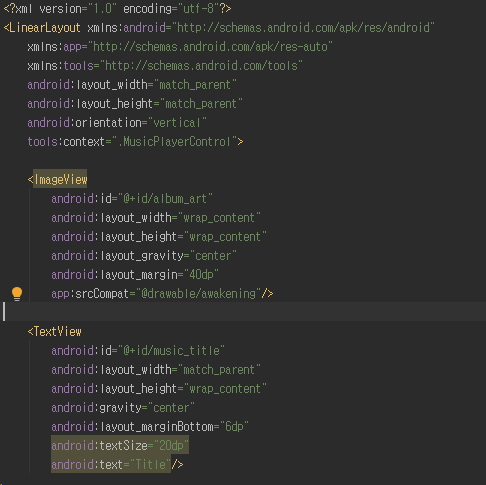 <?xml version="1.0" encoding="utf-8"?>
<LinearLayout xmlns:android="http://schemas.android.com/apk/res/android"
    xmlns:app="http://schemas.android.com/apk/res-auto"
    xmlns:tools="http://schemas.android.com/tools"
    android:layout_width="match_parent"
    android:layout_height="match_parent"
    android:orientation="vertical"
    tools:context=".MusicPlayerControl">

    <ImageView
        android:id="@+id/album_art"
        android:layout_width="wrap_content"
        android:layout_height="wrap_content"
        android:layout_gravity="center"
        android:layout_margin="40dp"
        app:srcCompat="@drawable/awakening"/>

    <TextView
        android:id="@+id/music_title"
        android:layout_width="match_parent"
        android:layout_height="wrap_content"
        android:gravity="center"
        android:layout_marginBottom="6dp"
        android:textSize="20dp"
        android:text="Title"/>